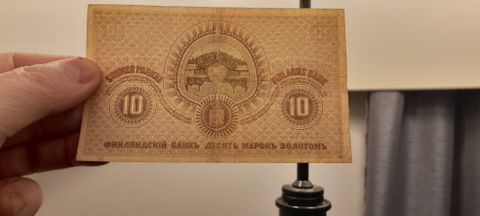 SUOMEN PANKKI FINLANDS BANK
10 10
ФИНЛЯНДСКІЙ БАНКЪ ДЕСЯТЬ МАРОКЪ ЗОЛОТОМЪ